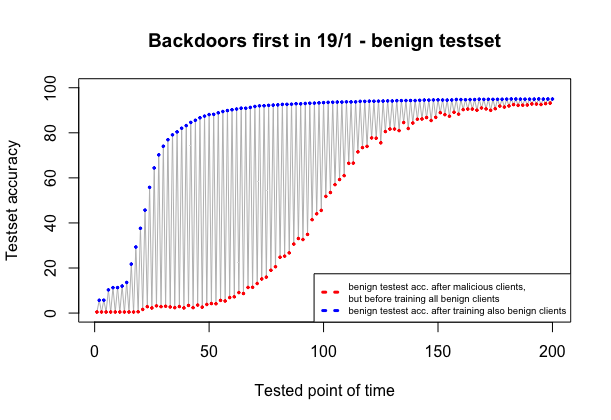 Backdoors first in 19/1 - benign testset
Testset accuracy
100
80
60
40
20
0
benign testest acc. after malicious clients,
but before training all benign clients
benign testest acc. after training also benign clients
0 50 100 150 200
Tested point of time